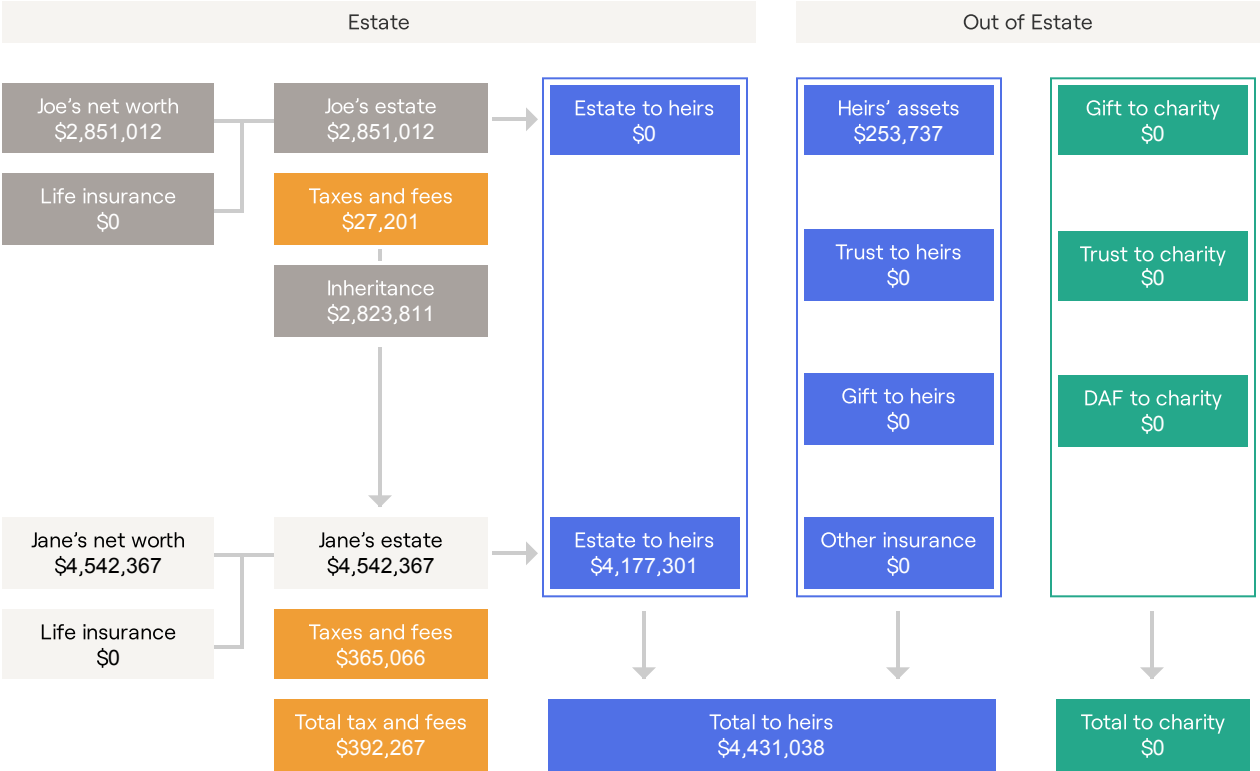 Estate
Out of Estate
Joe’s net worth
$2,851,012
Joe’s estate
$2,851,012
Estate to heirs
$0
Heirs’ assets
$253,737
Gift to charity
$0
Life insurance
$0
Taxes and fees
$27,201
Trust to heirs
$0
Trust to charity
$0
Inheritance
$2,823,811
Gift to heirs
$0
DAF to charity
$0
Jane’s net worth
$4,542,367
Jane’s estate
$4,542,367
Estate to heirs
$4,177,301
Other insurance
$0
Life insurance
$0
Taxes and fees
$365,066
Total tax and fees
$392,267
Total to heirs
$4,431,038
Total to charity
$0